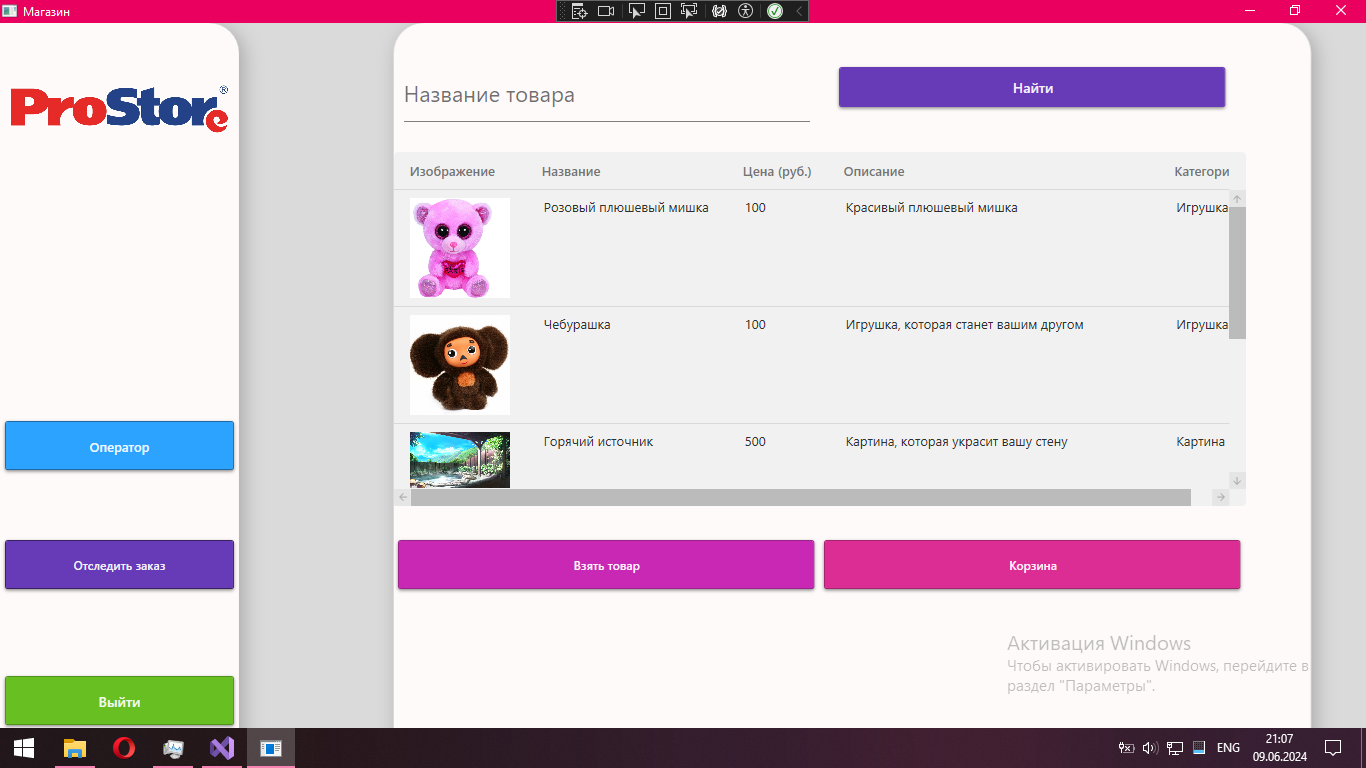 Магазин
ProStore®
Название товара
Найти
Изображение Название Цена (руб.) Описание Категори
Розовый плюшевый мишка 100 Красивый плюшевый мишка Игрушка
Чебурашка 100 Игрушка, которая станет вашим другом Игрушка
Горячий источник 500 Картина, которая украсит вашу стену Картина
Оператор
Отследить заказ
Выйти
Взять товар
Корзина
Активация Windows
Чтобы активировать Windows, перейдите в
раздел "Параметры".
ENG
21:07
09.06.2024